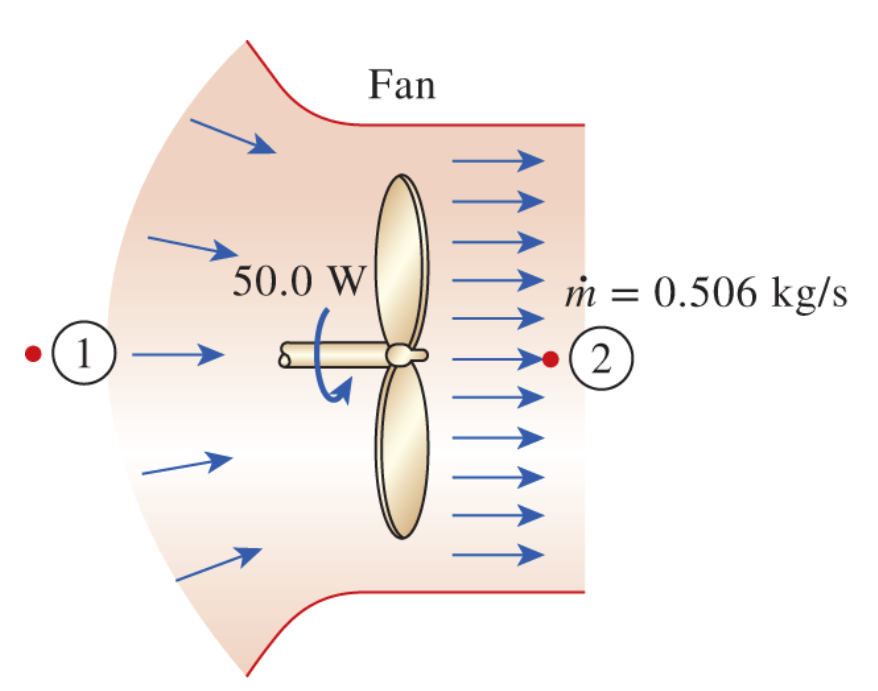 Fan
50.0 W
ṁ = 0.506 kg/s
1
2